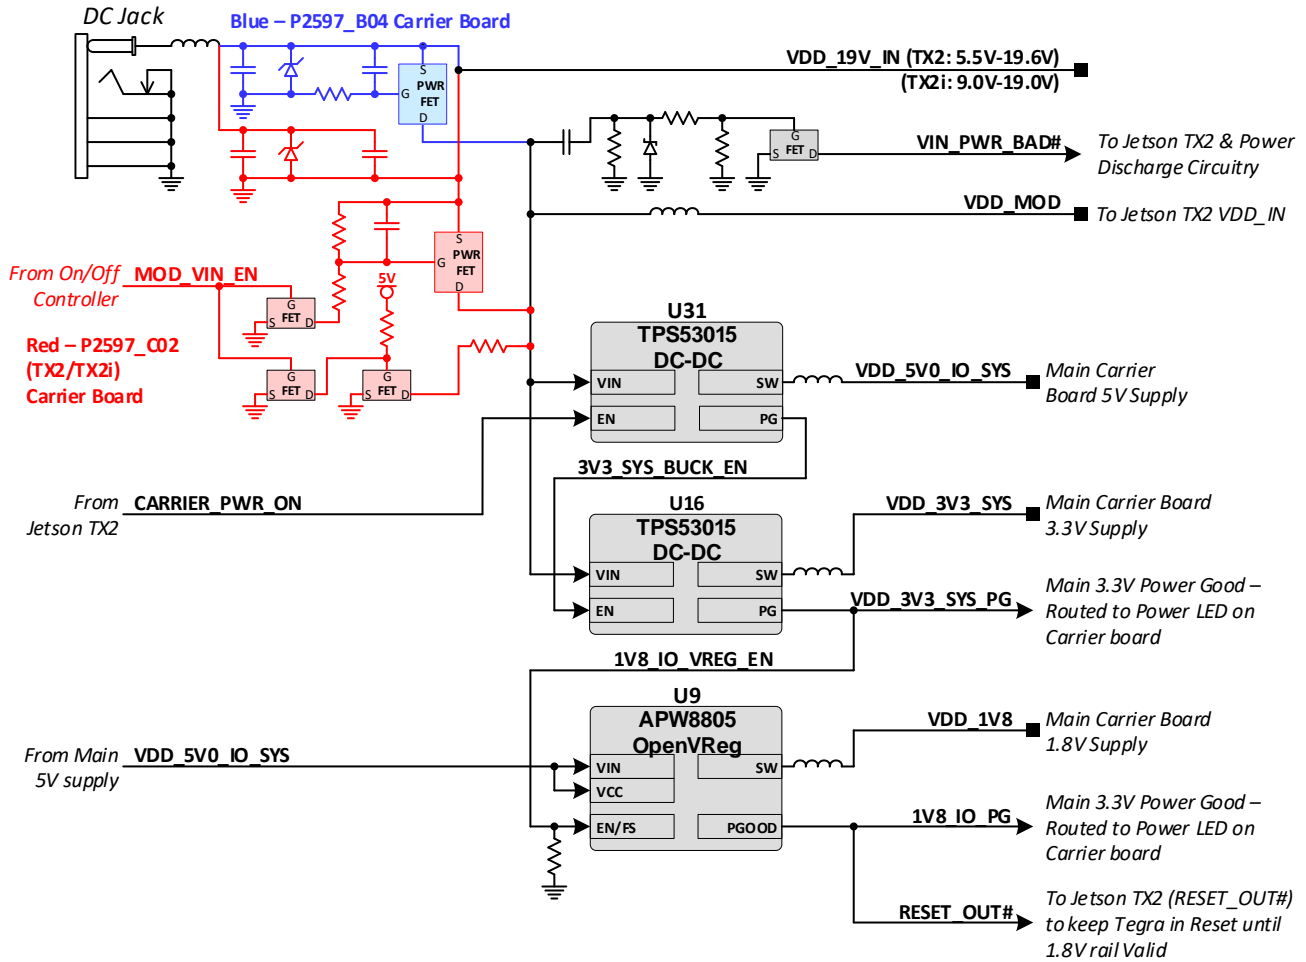 DC Jack
Blue – P2597_B04 Carrier Board
S
PWR
FET
G
D
VDD_19V_IN (TX2: 5.5V-19.6V)
(TX2i: 9.0V-19.0V)
G
S FET D
VIN_PWR_BAD#
To Jetson TX2 & Power
Discharge Circuitry
VDD_MOD
To Jetson TX2 VDD_IN
S
PWR
G
FET
D
From On/Off
Controller
MOD_VIN_EN
5V
G
S FET D
Red – P2597_C02
(TX2/TX2i)
Carrier Board
G
S FET D
G
S FET D
U31
TPS53015
DC-DC
VIN
SW
VDD_5V0_IO_SYS
Main Carrier
Board 5V Supply
EN
PG
3V3_SYS_BUCK_EN
From
Jetson TX2
CARRIER_PWR_ON
U16
TPS53015
DC-DC
VIN
SW
VDD_3V3_SYS
Main Carrier Board
3.3V Supply
EN
PG
VDD_3V3_SYS_PG
Main 3.3V Power Good –
Routed to Power LED on
Carrier board
1V8_IO_VREG_EN
U9
APW8805
OpenVReg
From Main
5V supply
VDD_5V0_IO_SYS
VIN
SW
VCC
VDD_1V8
Main Carrier Board
1.8V Supply
EN/FS
PGOOD
1V8_IO_PG
Main 3.3V Power Good –
Routed to Power LED on
Carrier board
RESET_OUT#
To Jetson TX2 (RESET_OUT#)
to keep Tegra in Reset until
1.8V rail Valid